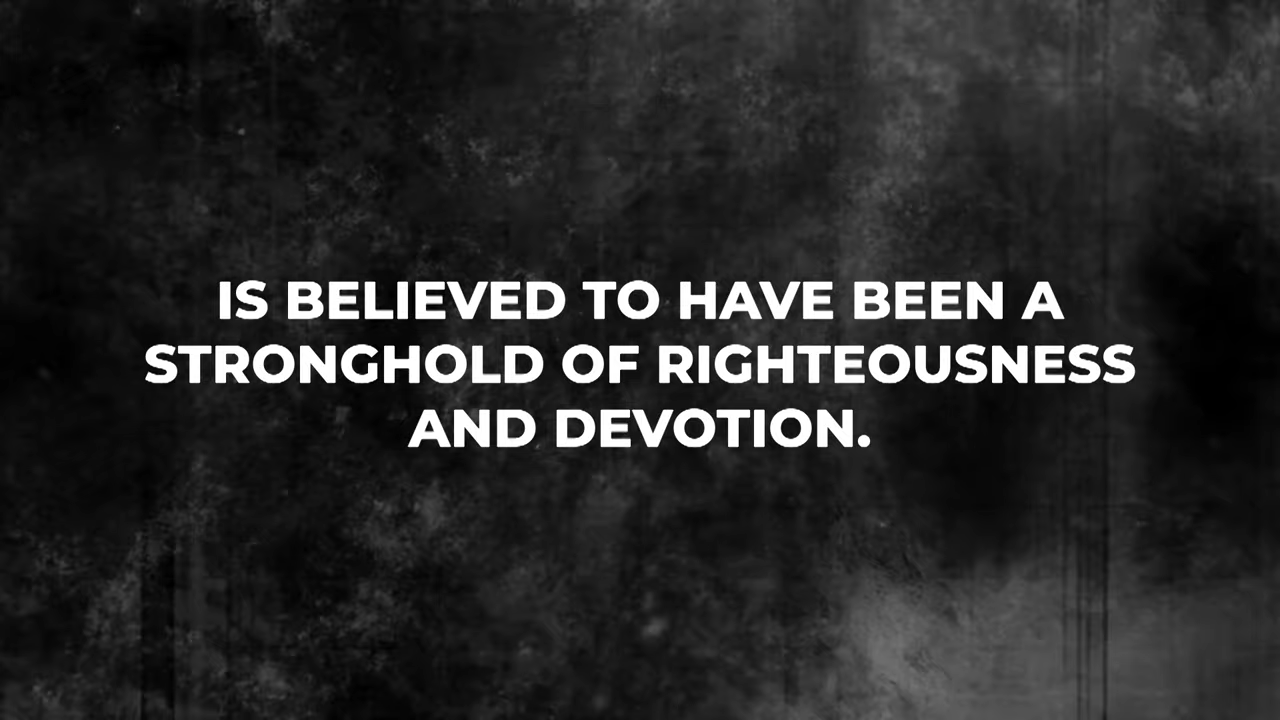 IS BELIEVED TO HAVE BEEN A
STRONGHOLD OF RIGHTEOUSNESS
AND DEVOTION.